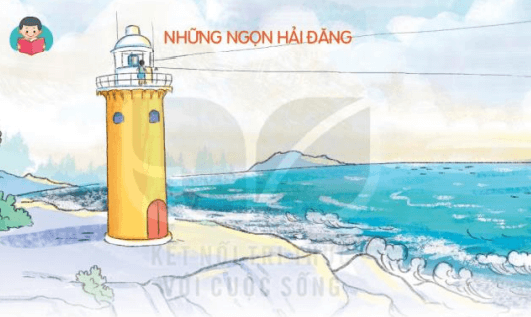 NHỮNG NGỌN HẢI ĐĂNG
KẾT NỐI TRI THỨC
VỚI CUỘC SỐNG